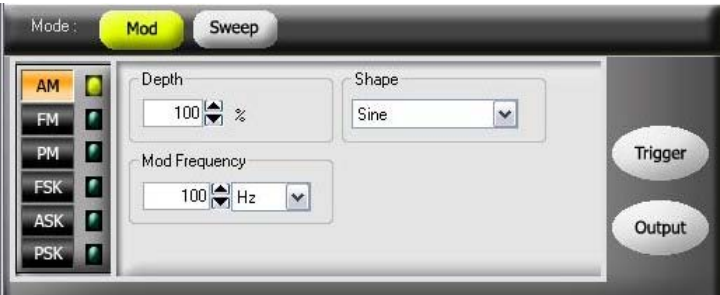 Mode :
Mod
Sweep
AM
FM
PM
FSK
ASK
PSK
Depth
100 %
Shape
Sine
Mod Frequency
100 Hz
Trigger
Output